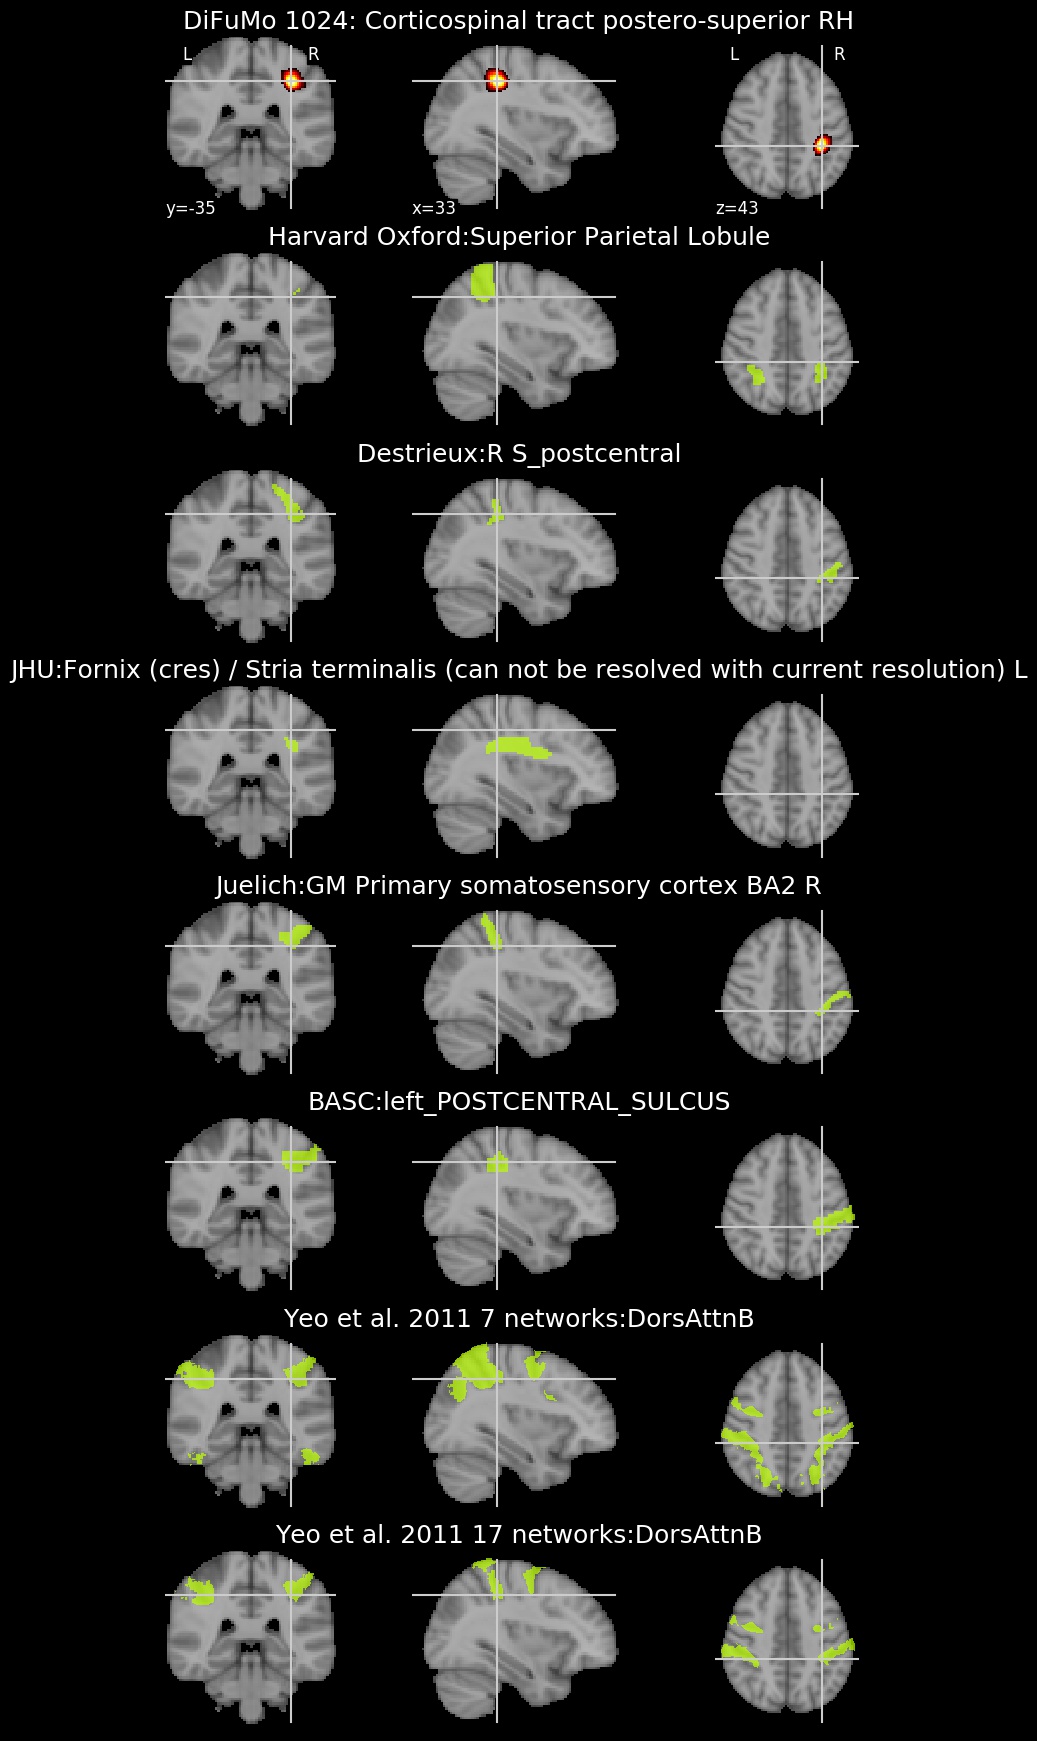 DiFuMo 1024: Corticospinal tract postero-superior RH
L R L R
y=-35 x=33 z=43
Harvard Oxford:Superior Parietal Lobule
Destrieux:R S_postcentral
JHU:Fornix (cres) / Stria terminalis (can not be resolved with current resolution) L
Juelich:GM Primary somatosensory cortex BA2 R
BASC:left_POSTCENTRAL_SULCUS
Yeo et al. 2011 7 networks:DorsAttnB
Yeo et al. 2011 17 networks:DorsAttnB